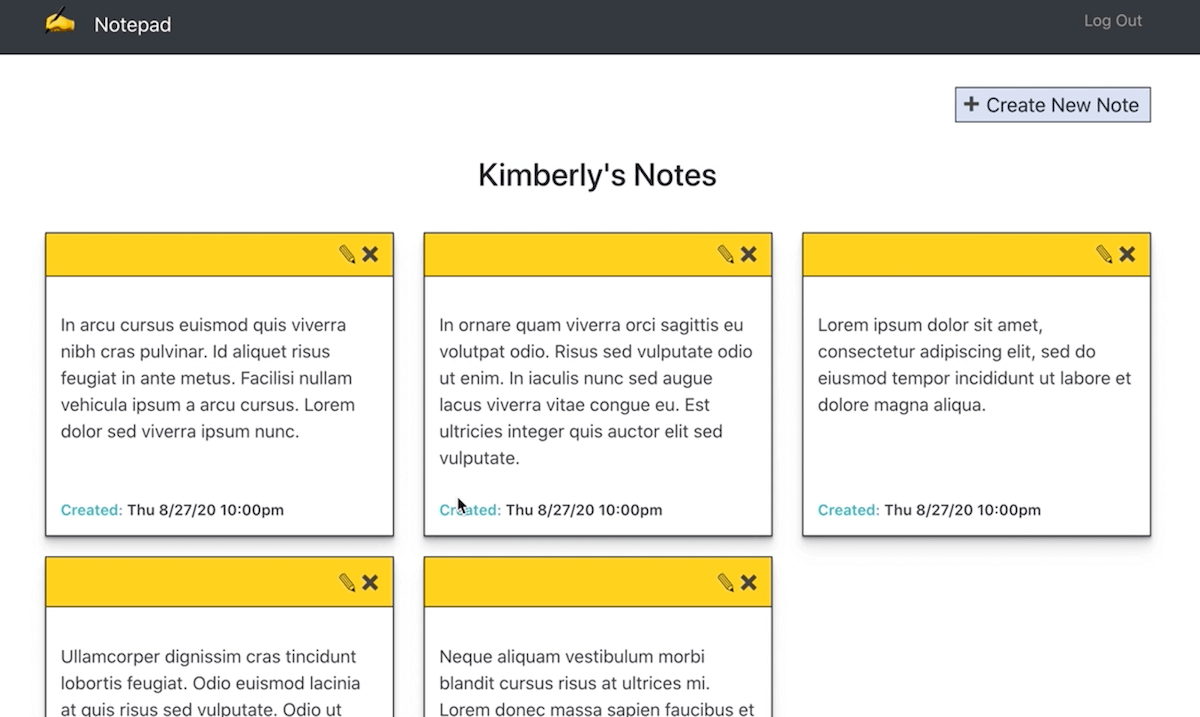 Notepad
Log Out
+ Create New Note
Kimberly's Notes
In arcu cursus euismod quis viverra
nibh cras pulvinar. Id aliquet risus
feugiat in ante metus. Facilisi nullam
vehicula ipsum a arcu cursus. Lorem
dolor sed viverra ipsum nunc.
Created: Thu 8/27/20 10:00pm
In ornare quam viverra orci sagittis eu
volutpat odio. Risus sed vulputate odio
ut enim. In iaculis nunc sed augue
lacus viverra vitae congue eu. Est
ultricies integer quis auctor elit sed
vulputate.
Created: Thu 8/27/20 10:00pm
Lorem ipsum dolor sit amet,
consectetur adipiscing elit, sed do
eiusmod tempor incididunt ut labore et
dolore magna aliqua.
Created: Thu 8/27/20 10:00pm
Ullamcorper dignissim cras tincidunt
lobortis feugiat. Odio euismod lacinia
at quis risus sed vulputate. Odio ut
Neque aliquam vestibulum morbi
blandit cursus risus at ultrices mi.
Lorem donec massa sapien faucibus et